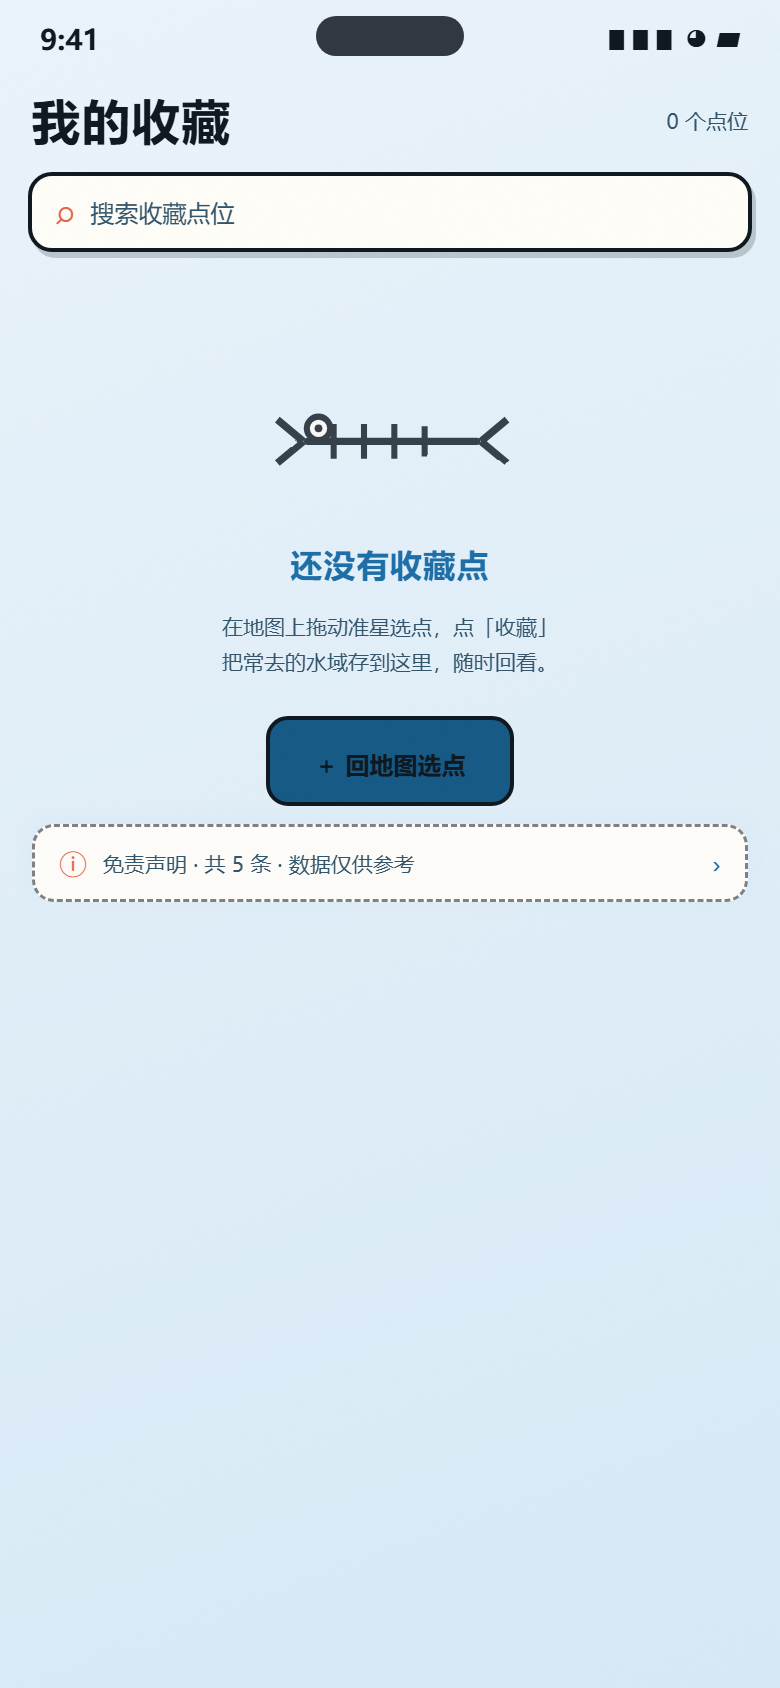 9:41
我的收藏
0 个点位
搜索收藏点位
还没有收藏点
在地图上拖动准星选点，点「收藏」
把常去的水域存到这里，随时回看。
+ 回地图选点
免责声明 · 共 5 条 · 数据仅供参考 ›